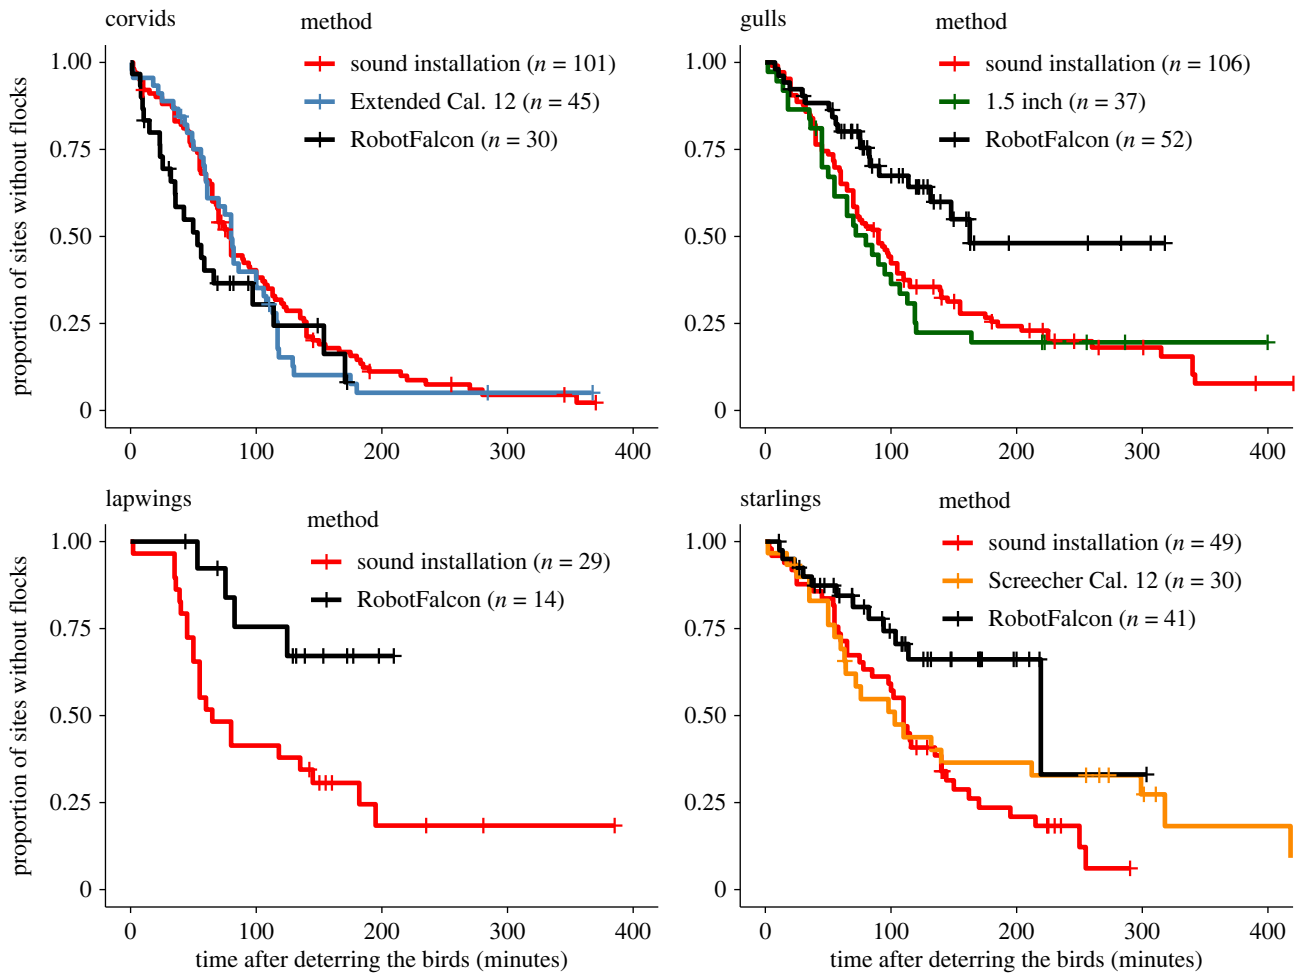 corvids
method
sound installation (n = 101)
Extended Cal. 12 (n = 45)
RobotFalcon (n = 30)
proportion of sites without flocks
1.00
0.75
0.50
0.25
0
0 100 200 300 400
gulls
method
sound installation (n = 106)
1.5 inch (n = 37)
RobotFalcon (n = 52)
1.00
0.75
0.50
0.25
0
0 100 200 300 400
lapwings
method
sound installation (n = 29)
RobotFalcon (n = 14)
proportion of sites without flocks
1.00
0.75
0.50
0.25
0
0 100 200 300 400
time after deterring the birds (minutes)
starlings
method
sound installation (n = 49)
Screecher Cal. 12 (n = 30)
RobotFalcon (n = 41)
1.00
0.75
0.50
0.25
0
0 100 200 300 400
time after deterring the birds (minutes)